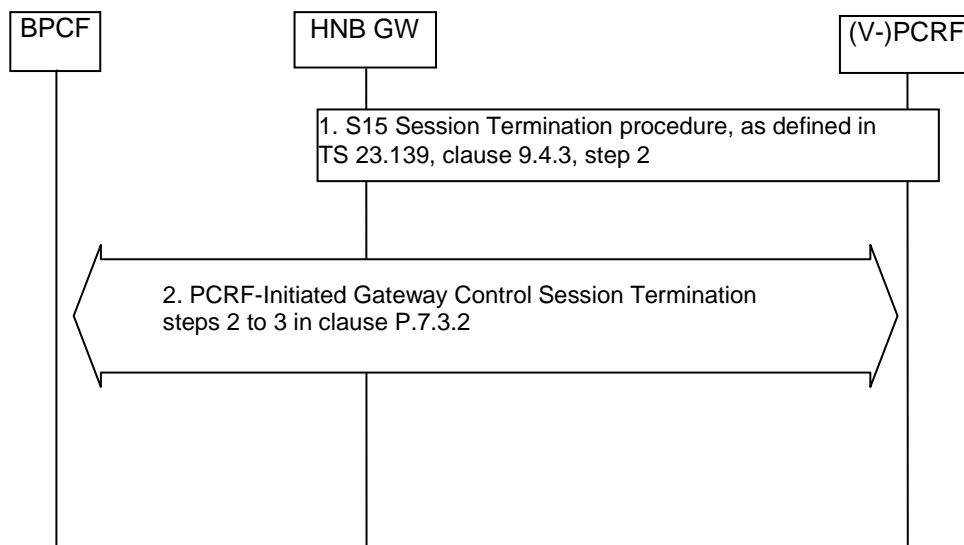 BPCF
HNB GW
(V-)PCRF
1. S15 Session Termination procedure, as defined in
TS 23.139, clause 9.4.3, step 2
2. PCRF-Initiated Gateway Control Session Termination
steps 2 to 3 in clause P.7.3.2